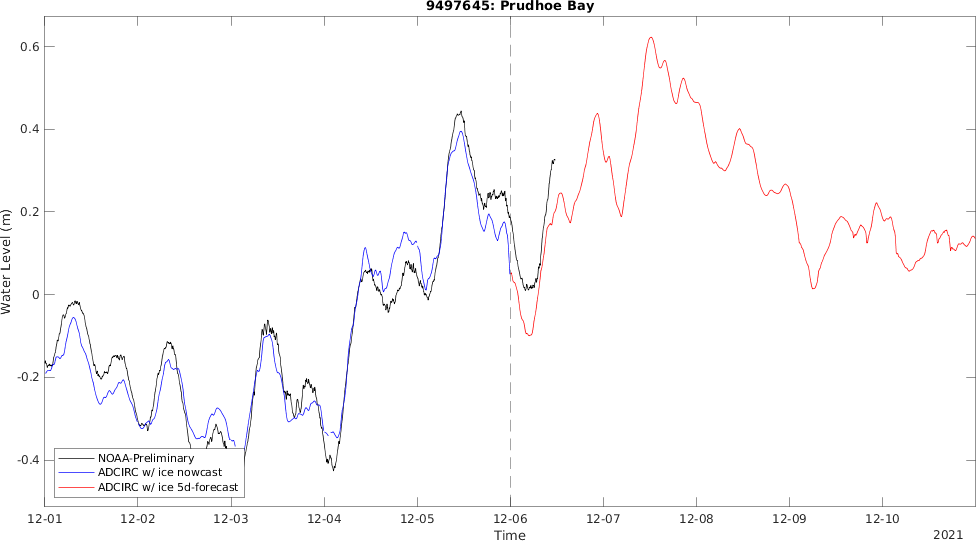 9497645: Prudhoe Bay
0.6
0.4
0.2
0
-0.2
-0.4
Water Level (m)
NOAA-Preliminary
ADCIRC w/ ice nowcast
ADCIRC w/ ice 5d-forecast
12-01 12-02 12-03 12-04 12-05 12-06 12-07 12-08 12-09 12-10
Time
2021